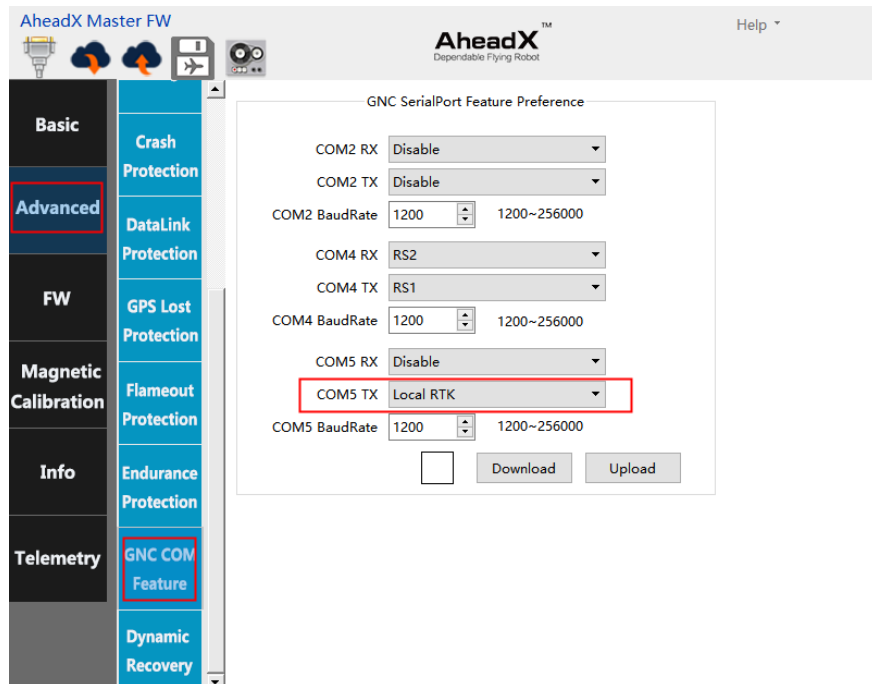 AheadX Master FW
AheadX™
Dependable Flying Robot
Help
Basic
Advanced
FW
Magnetic
Calibration
Info
Telemetry
Crash
Protection
DataLink
Protection
GPS Lost
Protection
Flameout
Protection
Endurance
Protection
GNC COM
Feature
Dynamic
Recovery
GNC SerialPort Feature Preference
COM2 RX Disable
COM2 TX Disable
COM2 BaudRate 1200 1200~256000
COM4 RX RS2
COM4 TX RS1
COM4 BaudRate 1200 1200~256000
COM5 RX Disable
COM5 TX Local RTK
COM5 BaudRate 1200 1200~256000
Download Upload